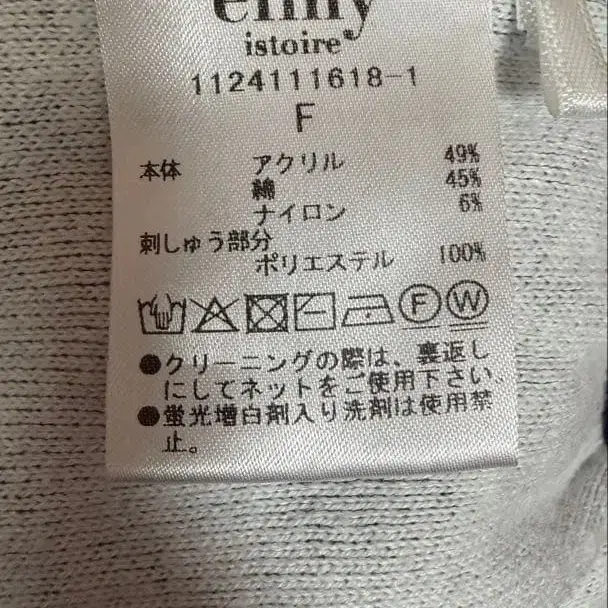 enny
istoire
1124111618-1
F
本体 アクリル 49%
綿 45%
ナイロン 6%
刺しゅう部分
ポリエステル 100%
F W
●クリーニングの際は、裏返し
にしてネットをご使用下さい。
●蛍光増白剤入り洗剤は使用禁
止。